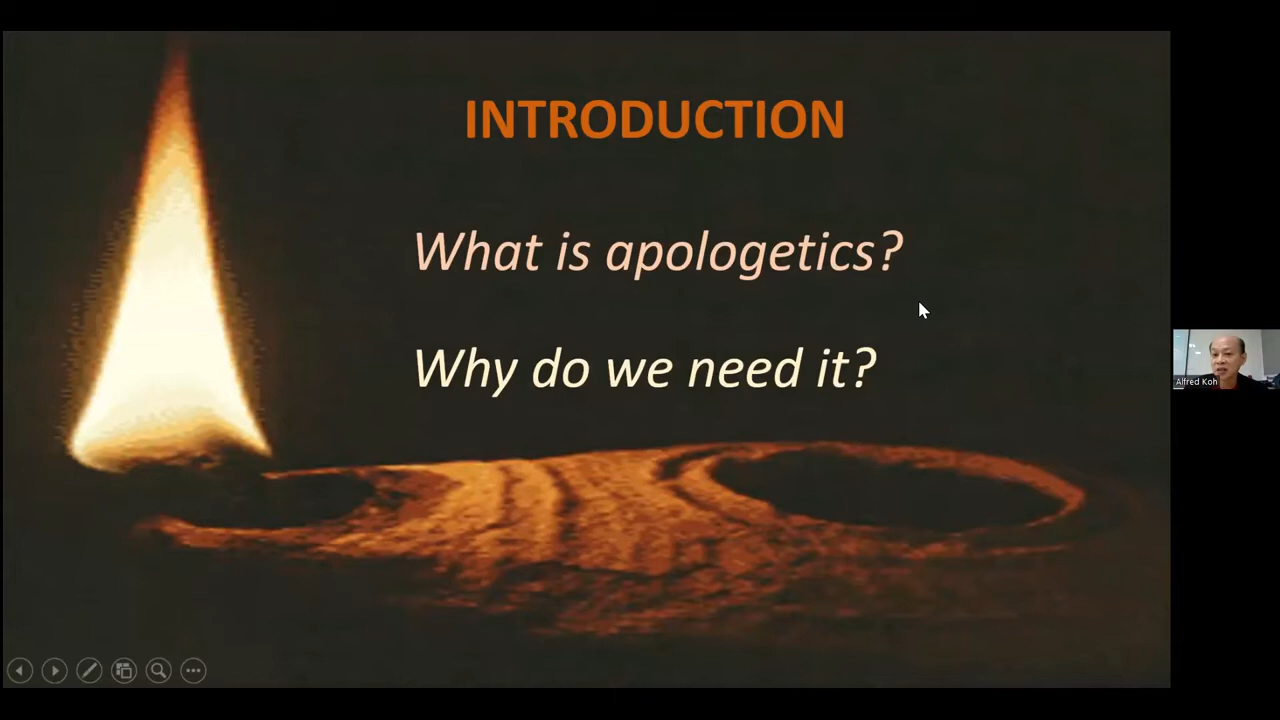 INTRODUCTION
What is apologetics?
Why do we need it?
Alfred Koh